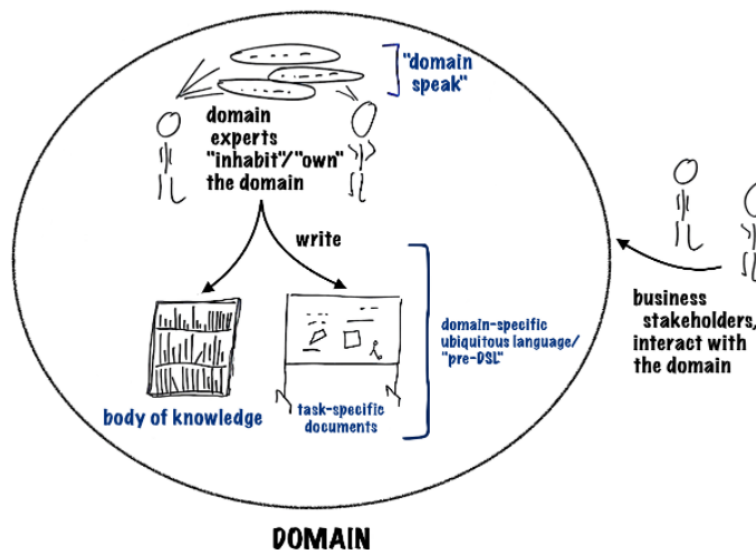 "domain
speak"
domain
experts
"inhabit"/"own"
the domain
write
body of knowledge
task-specific
documents
domain-specific
ubiquitous language/
"pre-DSL"
business
stakeholders,
interact with
the domain
DOMAIN